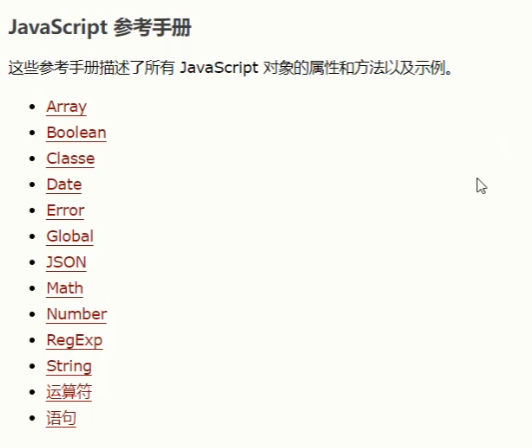 JavaScript 参考手册
这些参考手册描述了所有 JavaScript 对象的属性和方法以及示例。
Array
Boolean
Classe
Date
Error
Global
JSON
Math
Number
RegExp
String
运算符
语句